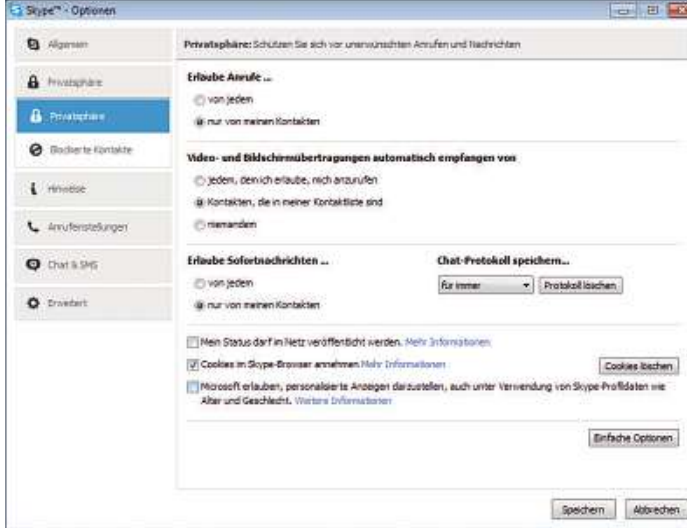 Skype™ - Optionen
Allgemein
Privatsphäre
Privatsphäre
Blockierte Kontakte
Hinweise
Anrufeinstellungen
Chat & SMS
Erweitert
Privatsphäre: Schützen Sie sich vor unerwünschten Anrufen und Nachrichten
Erlaube Anrufe ...
von jedem
nur von meinen Kontakten
Video- und Bildschirmübertragungen automatisch empfangen von
jedem, dem ich erlaube, mich anzurufen
Kontakten, die in meiner Kontaktliste sind
niemandem
Erlaube Sofortnachrichten ...
von jedem
nur von meinen Kontakten
Chat-Protokoll speichern...
für immer
Protokoll löschen
Mein Status darf im Netz veröffentlicht werden. Mehr Informationen
Cookies im Skype-Browser annehmen Mehr Informationen
Cookies löschen
Microsoft erlauben, personalisierte Anzeigen darzustellen, auch unter Verwendung von Skype-Profildaten wie
Alter und Geschlecht. Weitere Informationen
Einfache Optionen
Speichern
Abbrechen